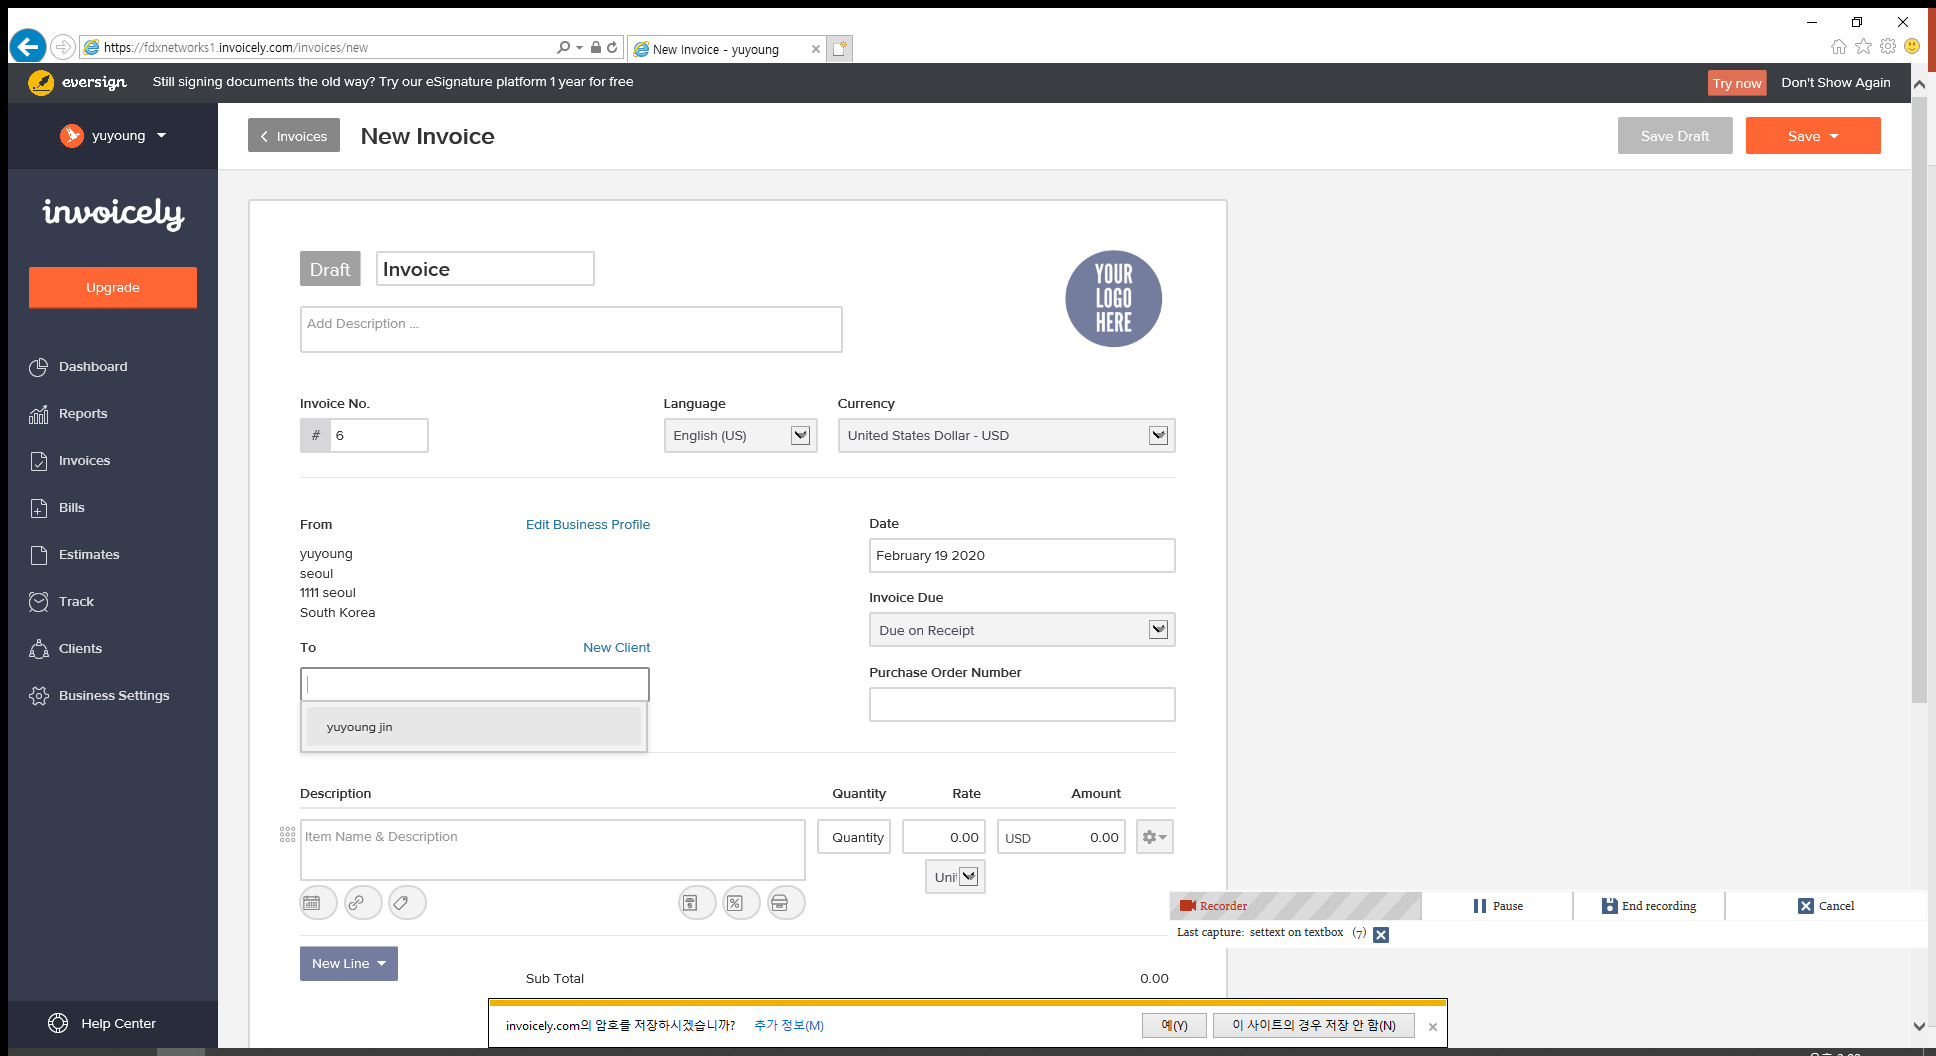 https://fdxnetworks1.invoicely.com/invoices/new
New Invoice - yuyoung
eversign
Still signing documents the old way? Try our eSignature platform 1 year for free
Try now
Don't Show Again
yuyoung
Invoices
New Invoice
Save Draft
Save
invoicely
Upgrade
Dashboard
Reports
Invoices
Bills
Estimates
Track
Clients
Business Settings
Help Center
Draft
Invoice
YOUR
LOGO
HERE
Add Description ...
Invoice No.
Language
Currency
# 6
English (US)
United States Dollar - USD
From
Edit Business Profile
yuyoung
seoul
1111 seoul
South Korea
To
New Client
yuyoung jin
Date
February 19 2020
Invoice Due
Due on Receipt
Purchase Order Number
Description
Quantity
Rate
Amount
Item Name & Description
Quantity
0.00
USD
0.00
Uni
New Line
Sub Total
0.00
Recorder
Pause
End recording
Cancel
Last capture: settext on textbox (7)
invoicely.com의 암호를 저장하시겠습니까?
추가 정보(M)
예(Y)
이 사이트의 경우 저장 안 함(N)